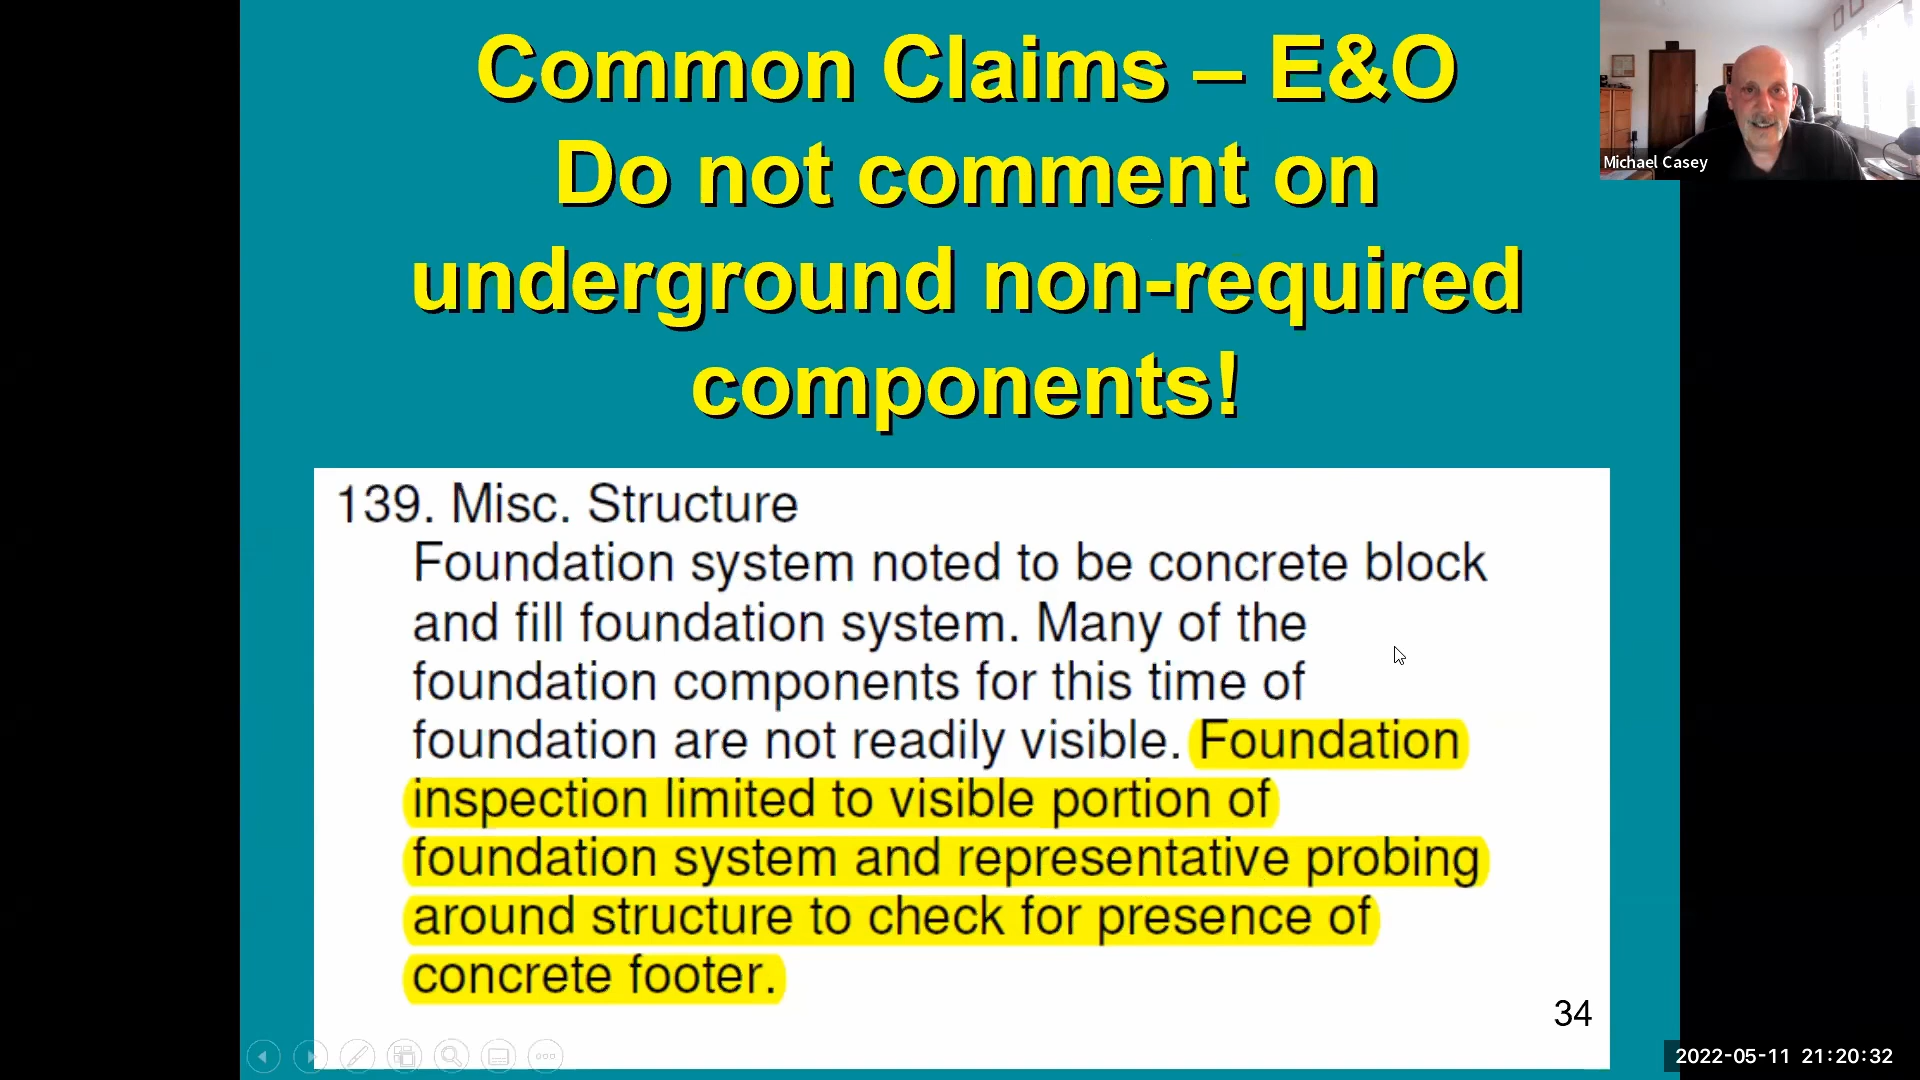 Common Claims – E&O
Do not comment on
underground non-required
components!
Michael Casey
139. Misc. Structure
Foundation system noted to be concrete block
and fill foundation system. Many of the
foundation components for this time of
foundation are not readily visible. Foundation
inspection limited to visible portion of
foundation system and representative probing
around structure to check for presence of
concrete footer.
34
2022-05-11 21:20:32